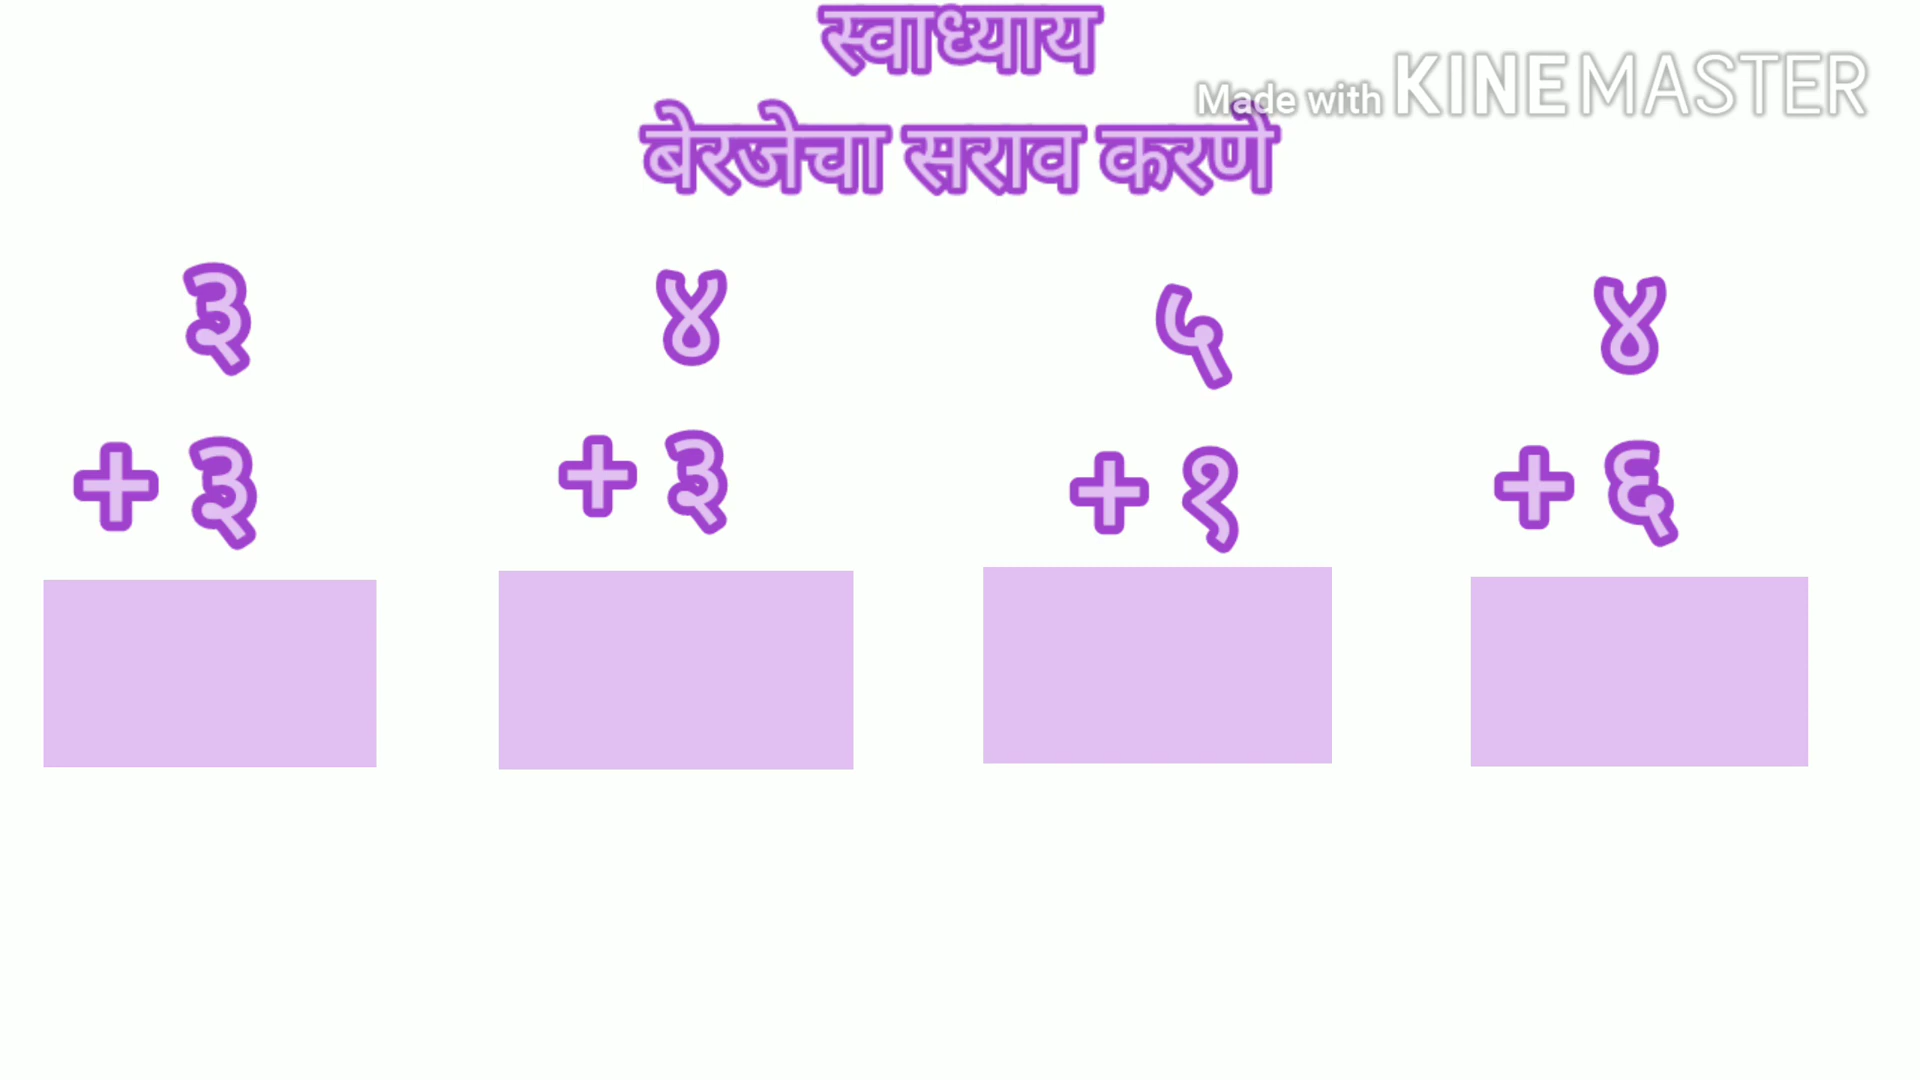 स्वाध्याय
Made with KINEMASTER
बेरजेचा सराव करणे
३ ४ ५ ४
+ ३ + ३ + १ + ६